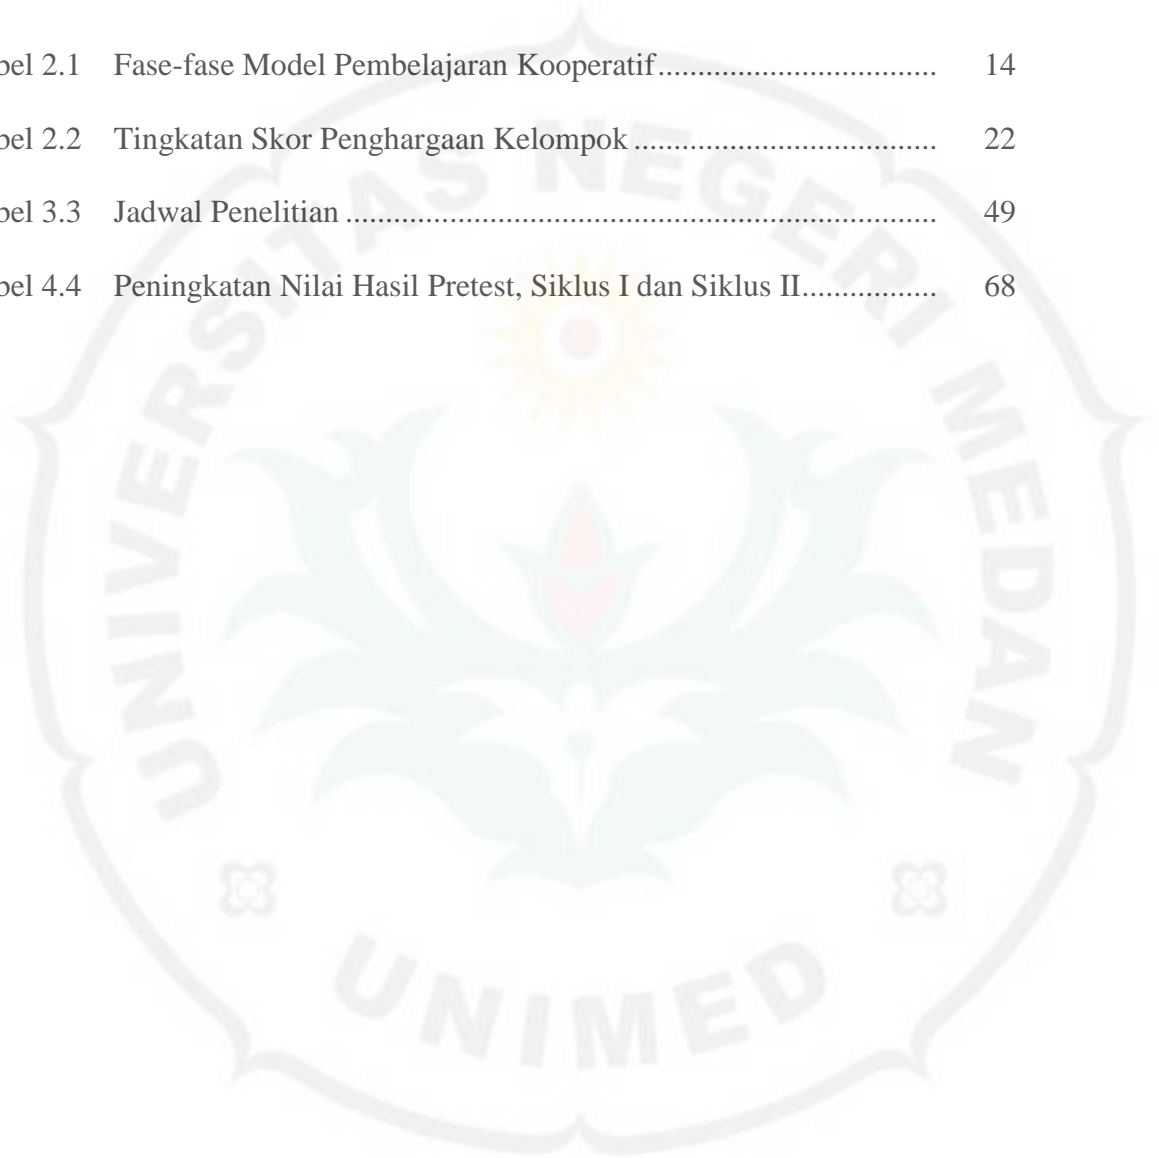 bel 2.1 Fase-fase Model Pembelajaran Kooperatif................................. 14
bel 2.2 Tingkatan Skor Penghargaan Kelompok................................ 22
bel 3.3 Jadwal Penelitian.............................................................. 49
bel 4.4 Peningkatan Nilai Hasil Pretest, Siklus I dan Siklus II................ 68
UNIVERSITAS NEGERI MEDAN
UNIMED